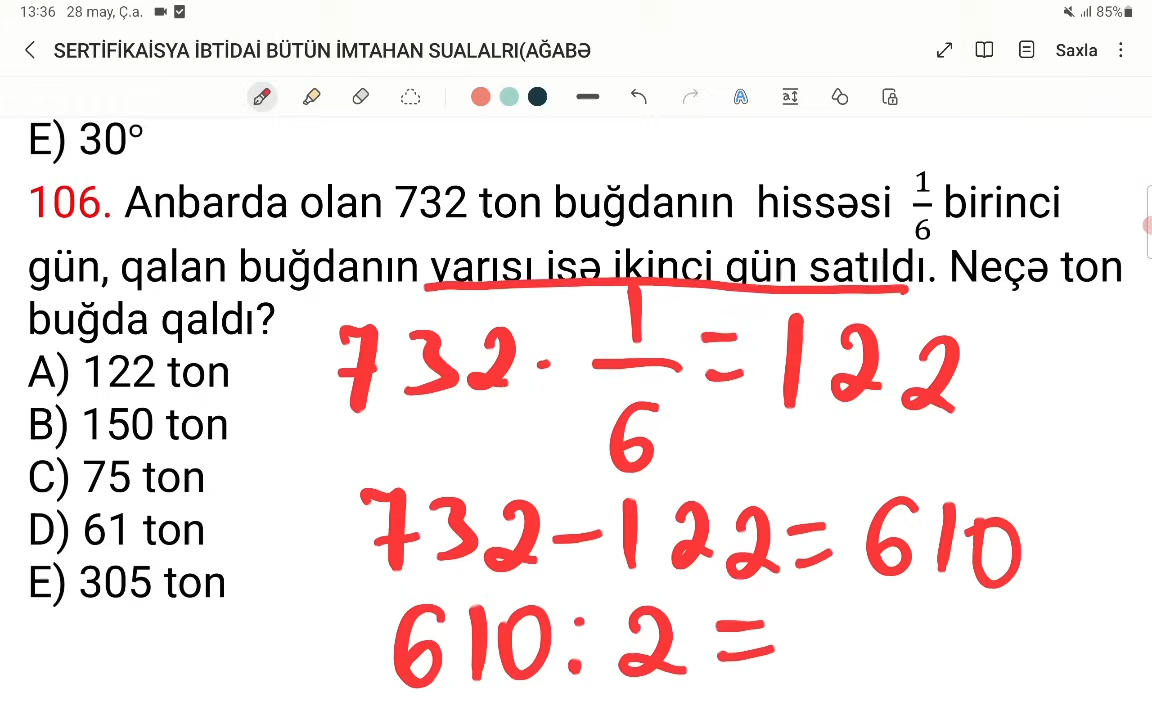 13:36 28 may, Ç.a. 85%
SERTİFİKAİSYA İBTİDAİ BÜTÜN İMTAHAN SUALALRI(AĞABƏ Saxla
E) 30°
106. Anbarda olan 732 ton buğdanın hissəsi 1/6 birinci
gün, qalan buğdanın yarısı isə ikinci gün satıldı. Neçə ton
buğda qaldı?
A) 122 ton
B) 150 ton
C) 75 ton
D) 61 ton
E) 305 ton
732 · 1/6 = 122
732 - 122 = 610
610 : 2 =